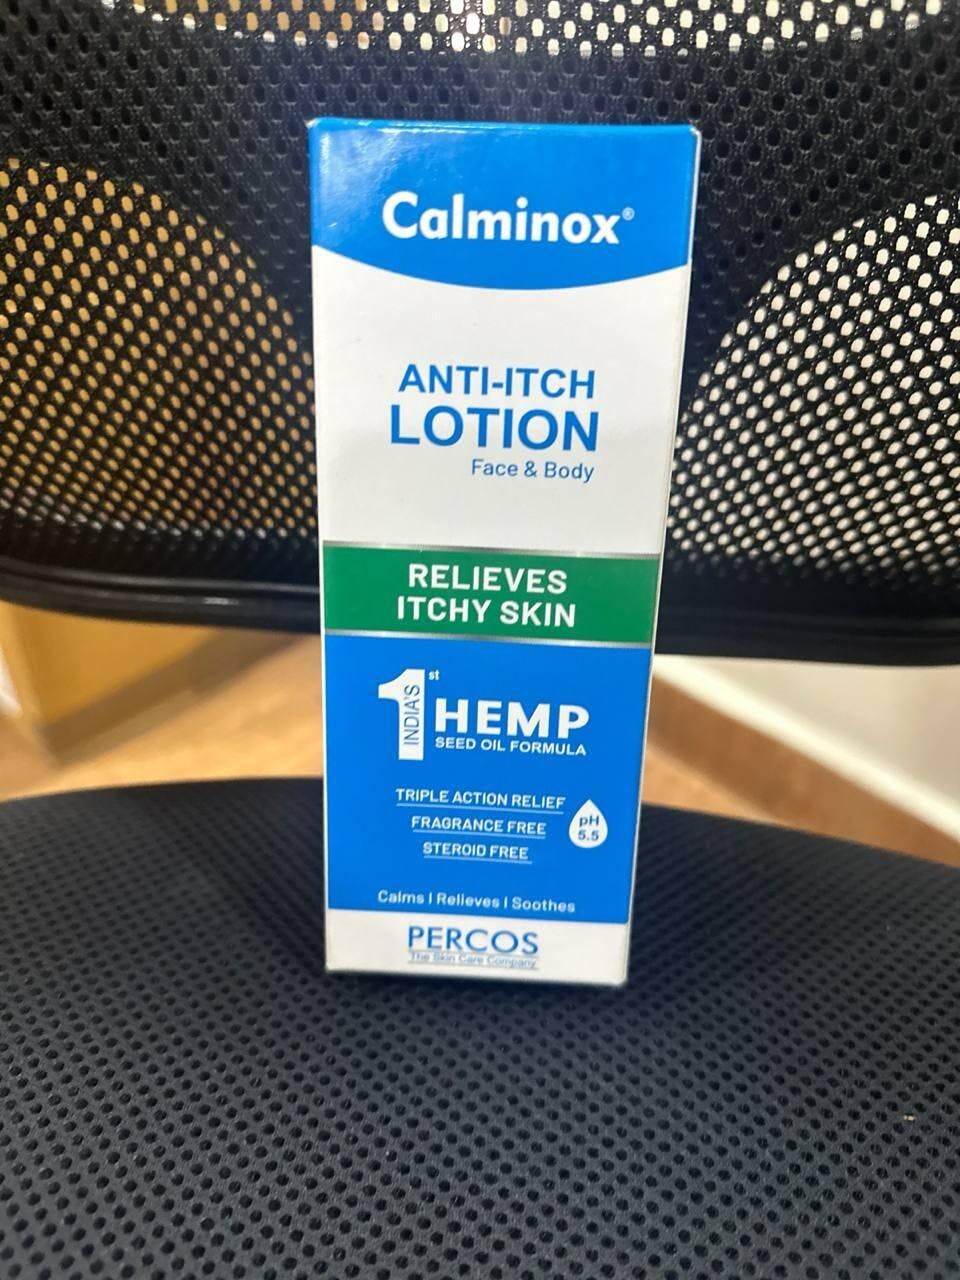 Calminox®
ANTI-ITCH
LOTION
Face & Body
RELIEVES
ITCHY SKIN
INDIA'S 1st
HEMP
SEED OIL FORMULA
TRIPLE ACTION RELIEF
FRAGRANCE FREE
STEROID FREE
pH
5.5
Calms | Relieves | Soothes
PERCOS
The Skin Care Company